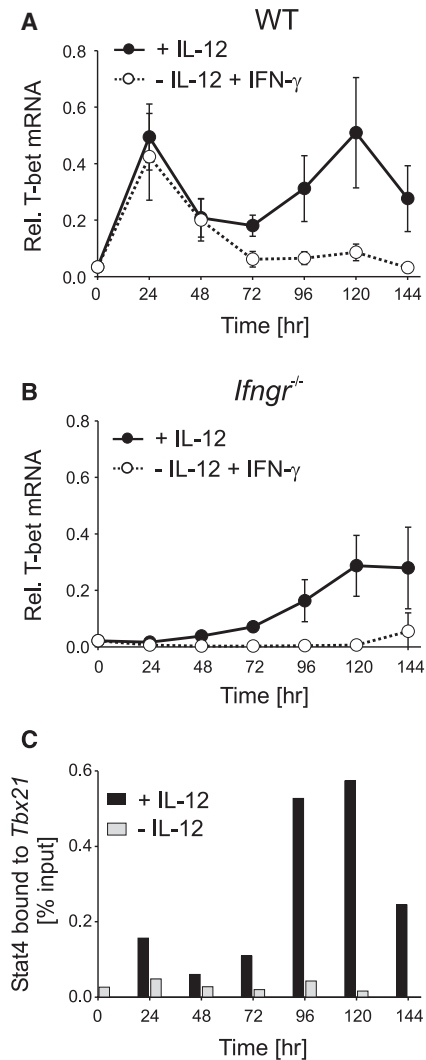 A
WT
+ IL-12
- IL-12 + IFN-γ
Rel. T-bet mRNA
0.8
0.6
0.4
0.2
0.0
0 24 48 72 96 120 144
Time [hr]
B
Ifngr-/-
+ IL-12
- IL-12 + IFN-γ
Rel. T-bet mRNA
0.8
0.6
0.4
0.2
0.0
0 24 48 72 96 120 144
Time [hr]
C
+ IL-12
- IL-12
Stat4 bound to Tbx21
[% input]
0.6
0.4
0.2
0.0
0 24 48 72 96 120 144
Time [hr]